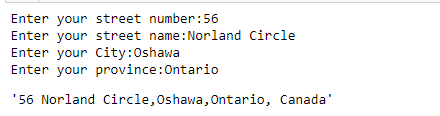 Enter your street number:56
Enter your street name:Norland Circle
Enter your City:Oshawa
Enter your province:Ontario
'56 Norland Circle,Oshawa,Ontario, Canada'